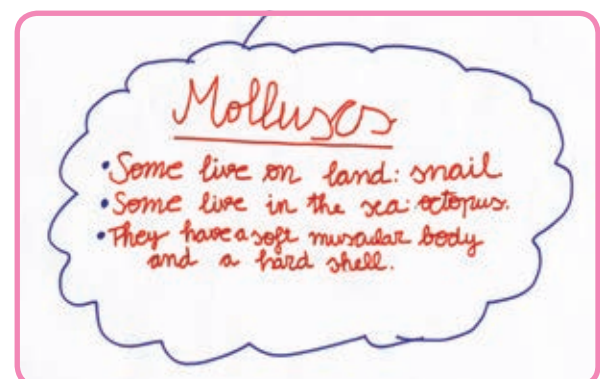 Molluscs
• Some live on land: snail
• Some live in the sea: octopus.
• They have a soft muscular body
and a hard shell.